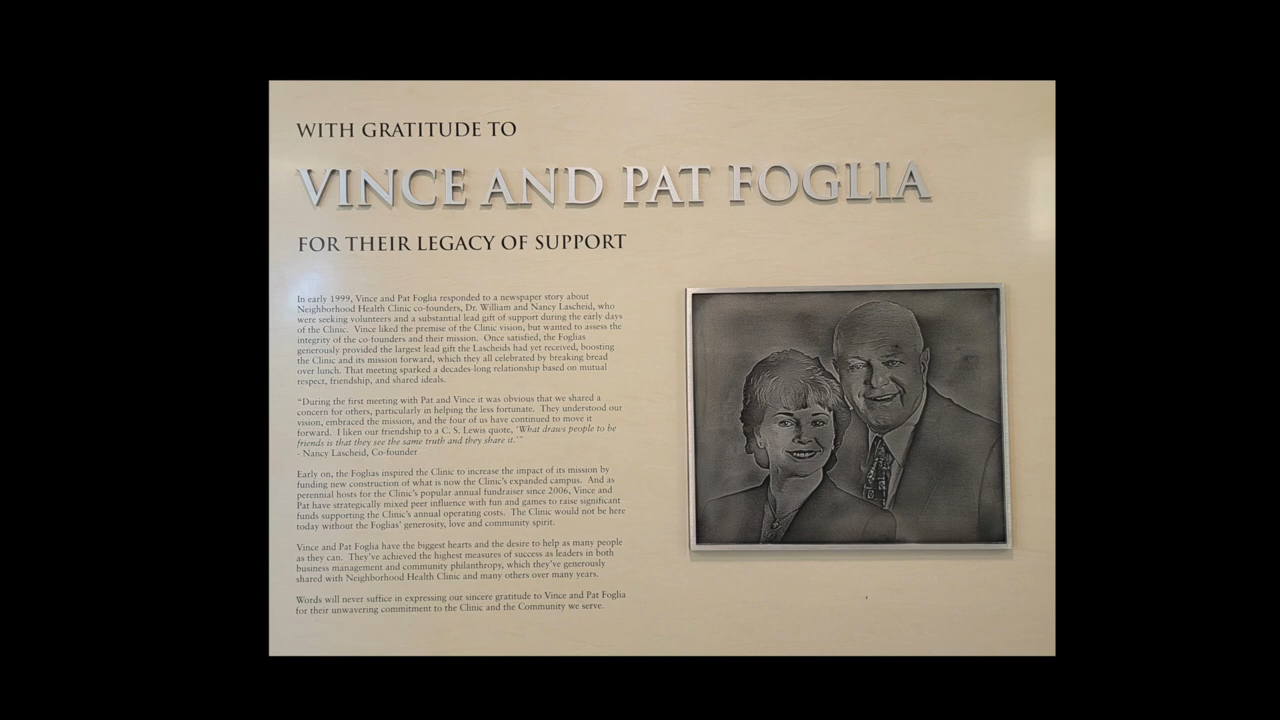 WITH GRATITUDE TO
VINCE AND PAT FOGLIA
FOR THEIR LEGACY OF SUPPORT
In early 1999, Vince and Pat Foglia responded to a newspaper story about
Neighborhood Health Clinic co-founders, Dr. William and Nancy Lascheid, who
were seeking volunteers and a substantial lead gift of support during the early days
of the Clinic.  Vince liked the premise of the Clinic vision, but wanted to assess the
integrity of the co-founders and their mission.  Once satisfied, the Foglias
generously provided the largest lead gift the Lascheids had yet received, boosting
the Clinic and its mission forward, which they all celebrated by breaking bread
over lunch. That meeting sparked a decades-long relationship based on mutual
respect, friendship, and shared ideals.
“During the first meeting with Pat and Vince it was obvious that we shared a
concern for others, particularly in helping the less fortunate.  They understood our
vision, embraced the mission, and the four of us have continued to move it
forward.  I liken our friendship to a C. S. Lewis quote, ‘What draws people to be
friends is that they see the same truth and they share it.’”
- Nancy Lascheid, Co-founder
Early on, the Foglias inspired the Clinic to increase the impact of its mission by
funding new construction of what is now the Clinic’s expanded campus.  And as
perennial hosts for the Clinic’s popular annual fundraiser since 2006, Vince and
Pat have strategically mixed peer influence with fun and games to raise significant
funds supporting the Clinic’s annual operating costs.  The Clinic would not be here
today without the Foglias’ generosity, love and community spirit.
Vince and Pat Foglia have the biggest hearts and the desire to help as many people
as they can.  They’ve achieved the highest measures of success as leaders in both
business management and community philanthropy, which they’ve generously
shared with Neighborhood Health Clinic and many others over many years.
Words will never suffice in expressing our sincere gratitude to Vince and Pat Foglia
for their unwavering commitment to the Clinic and the Community we serve.